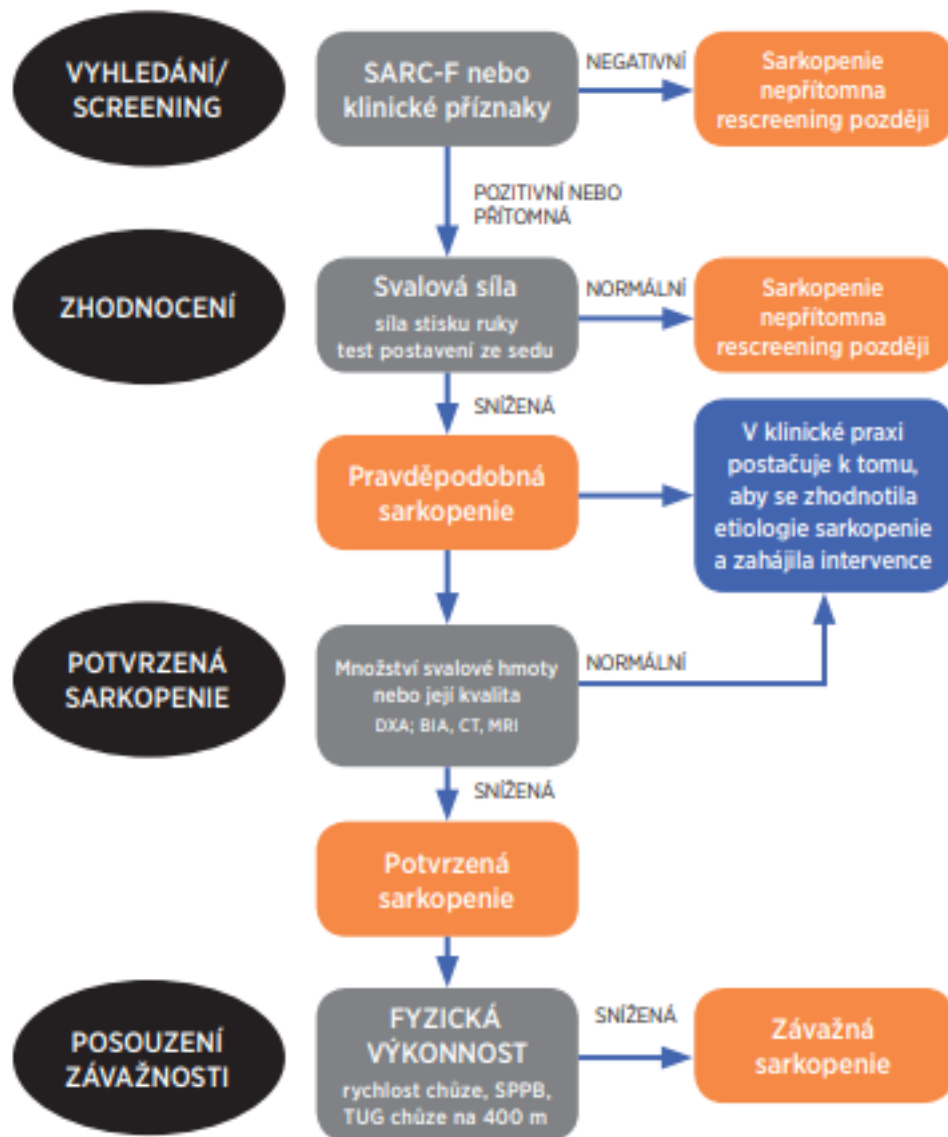 VYHLEDÁNÍ/
SCREENING
SARC-F nebo
klinické příznaky
NEGATIVNÍ
Sarkopenie
nepřítomna
rescreening později
POZITIVNÍ NEBO
PŘÍTOMNÁ
ZHODNOCENÍ
Svalová síla
síla stisku ruky
test postavení ze sedu
NORMÁLNÍ
Sarkopenie
nepřítomna
rescreening později
SNÍŽENÁ
Pravděpodobná
sarkopenie
V klinické praxi
postačuje k tomu,
aby se zhodnotila
etiologie sarkopenie
a zahájila intervence
POTVRZENÁ
SARKOPENIE
Množství svalové hmoty
nebo její kvalita
DXA; BIA, CT, MRI
NORMÁLNÍ
SNÍŽENÁ
Potvrzená
sarkopenie
POSOUZENÍ
ZÁVAŽNOSTI
FYZICKÁ
VÝKONNOST
rychlost chůze, SPPB,
TUG chůze na 400 m
SNÍŽENÁ
Závažná
sarkopenie